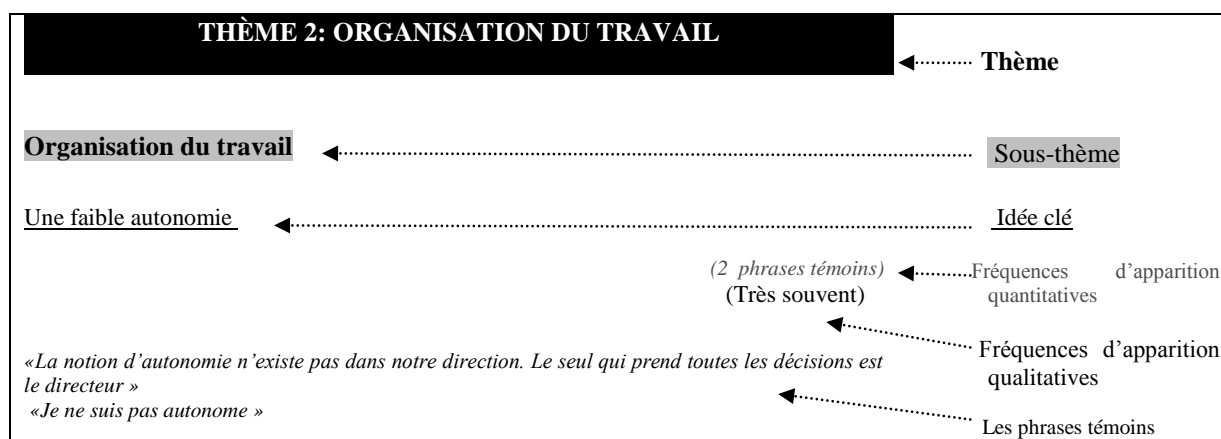 THÈME 2: ORGANISATION DU TRAVAIL
Thème
Organisation du travail
Sous-thème
Une faible autonomie
Idée clé
(2 phrases témoins)
Fréquences d’apparition
quantitatives
(Très souvent)
Fréquences d’apparition
qualitatives
«La notion d’autonomie n’existe pas dans notre direction. Le seul qui prend toutes les décisions est
le directeur »
«Je ne suis pas autonome »
Les phrases témoins